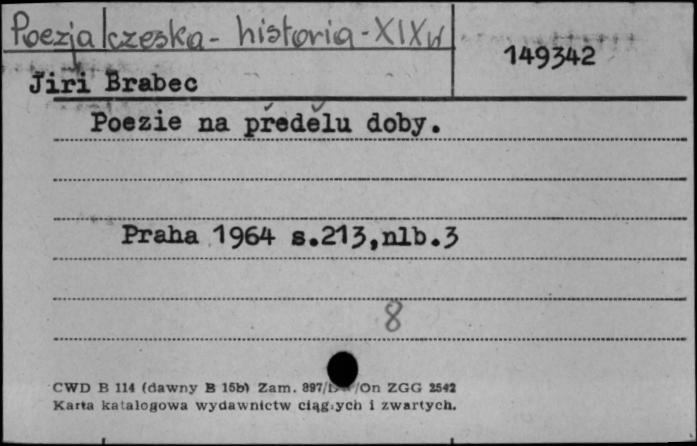 Poezja czeska - historia - XIX w
149342
Jiri Brabec
Poezie na předělu doby.
Praha 1964 s.213,nlb.3
8
CWD B 114 (dawny B 15b) Zam. 897/ /On ZGG 2542
Karta katalogowa wydawnictw ciągłych i zwartych.